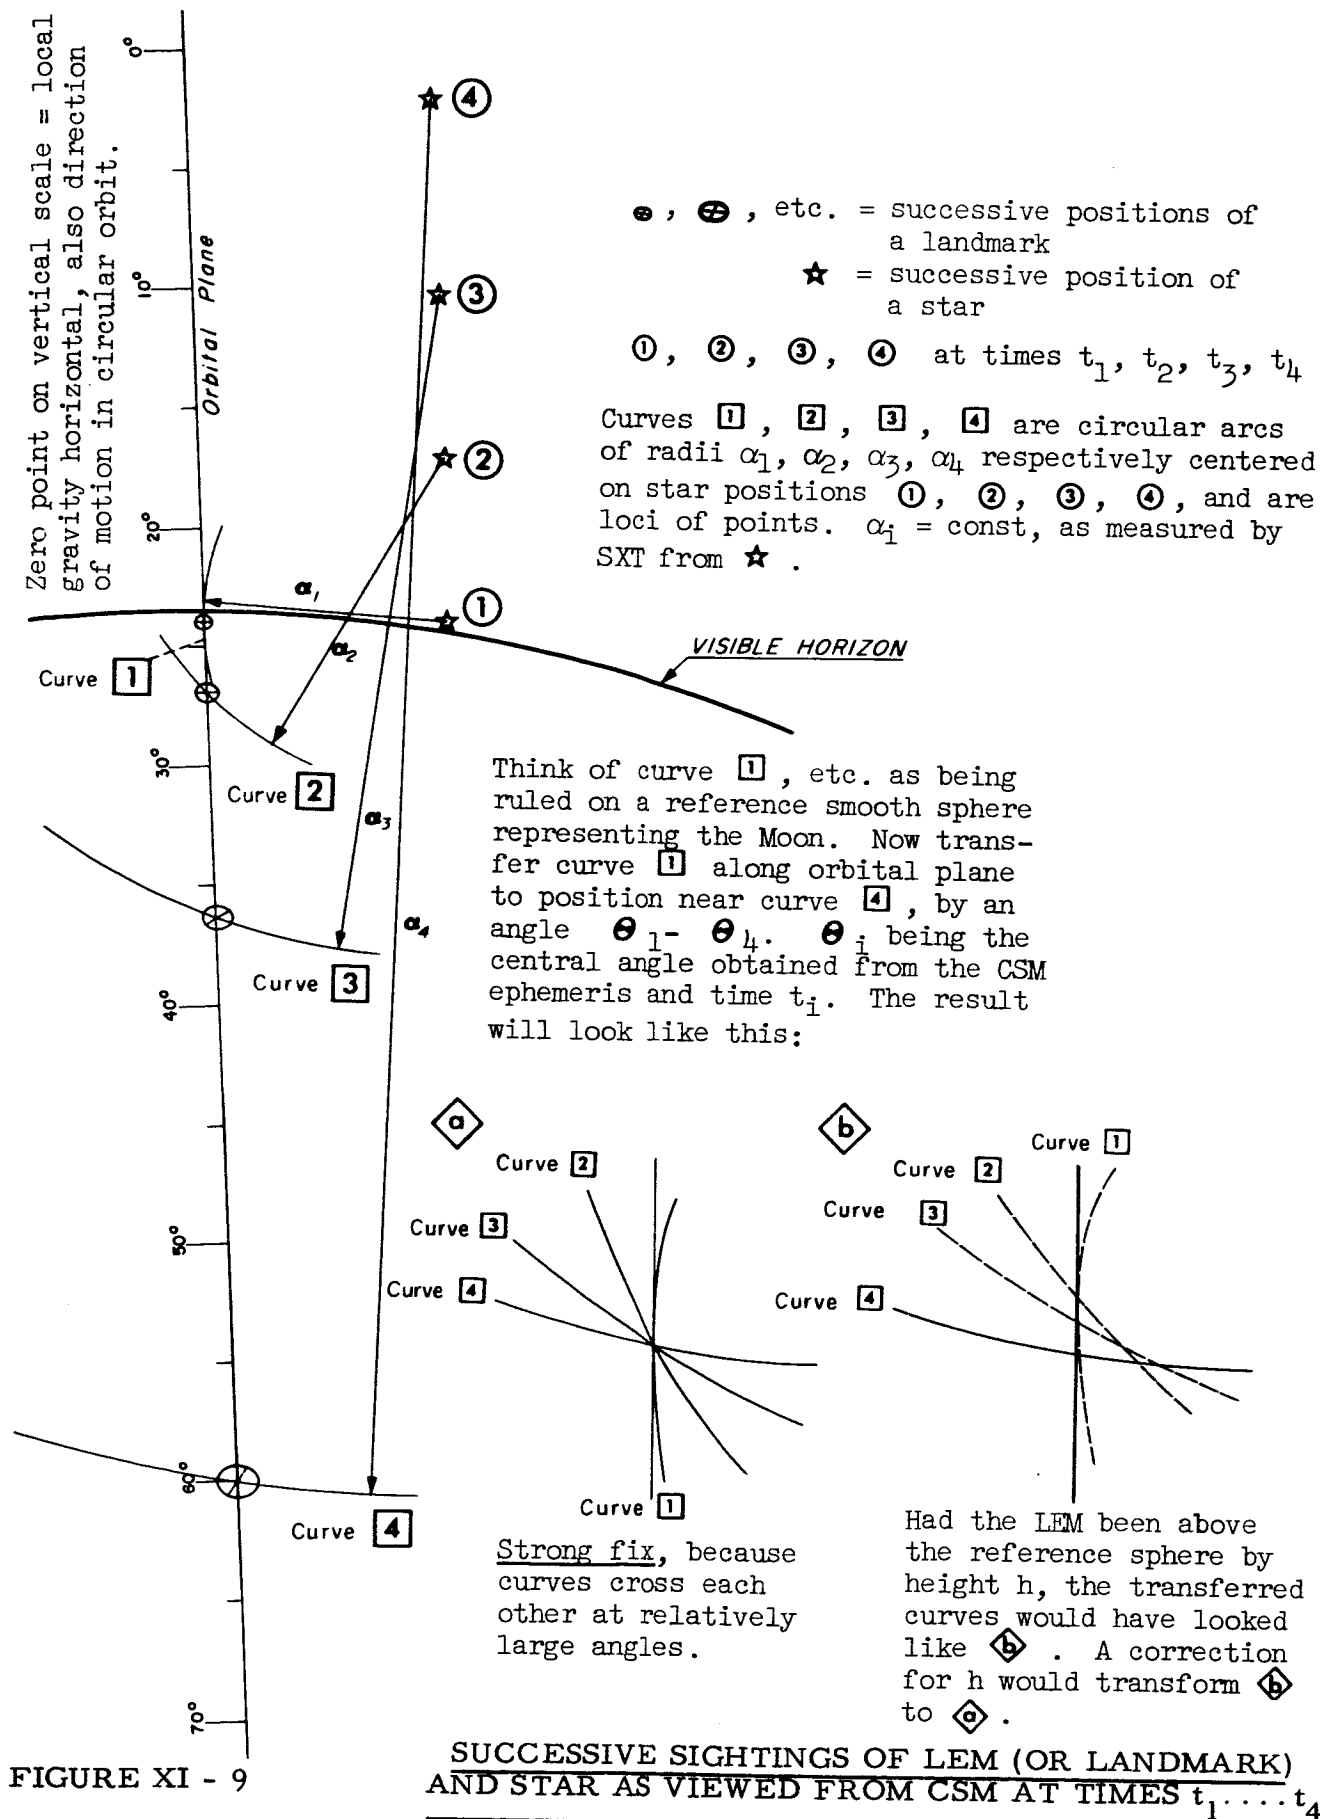 Zero point on vertical scale = local
gravity horizontal, also direction
of motion in circular orbit.
0°
10°
20°
30°
40°
50°
60°
70°
Orbital Plane
④
③
②
①
α₁
α₂
α₃
α₄
Curve 1
Curve 2
Curve 3
Curve 4
, , etc. = successive positions of
a landmark
☆ = successive position of
a star
①, ②, ③, ④ at times t₁, t₂, t₃, t₄
Curves 1, 2, 3, 4 are circular arcs
of radii α₁, α₂, α₃, α₄ respectively centered
on star positions ①, ②, ③, ④, and are
loci of points. αᵢ = const, as measured by
SXT from ☆.
VISIBLE HORIZON
Think of curve 1, etc. as being
ruled on a reference smooth sphere
representing the Moon. Now trans-
fer curve 1 along orbital plane
to position near curve 4, by an
angle θ₁- θ₄. θᵢ being the
central angle obtained from the CSM
ephemeris and time tᵢ. The result
will look like this:
a
Curve 2
Curve 3
Curve 4
Curve 1
Strong fix, because
curves cross each
other at relatively
large angles.
b
Curve 1
Curve 2
Curve 3
Curve 4
Had the LEM been above
the reference sphere by
height h, the transferred
curves would have looked
like b. A correction
for h would transform b
to a.
FIGURE XI - 9
SUCCESSIVE SIGHTINGS OF LEM (OR LANDMARK)
AND STAR AS VIEWED FROM CSM AT TIMES t₁....t₄